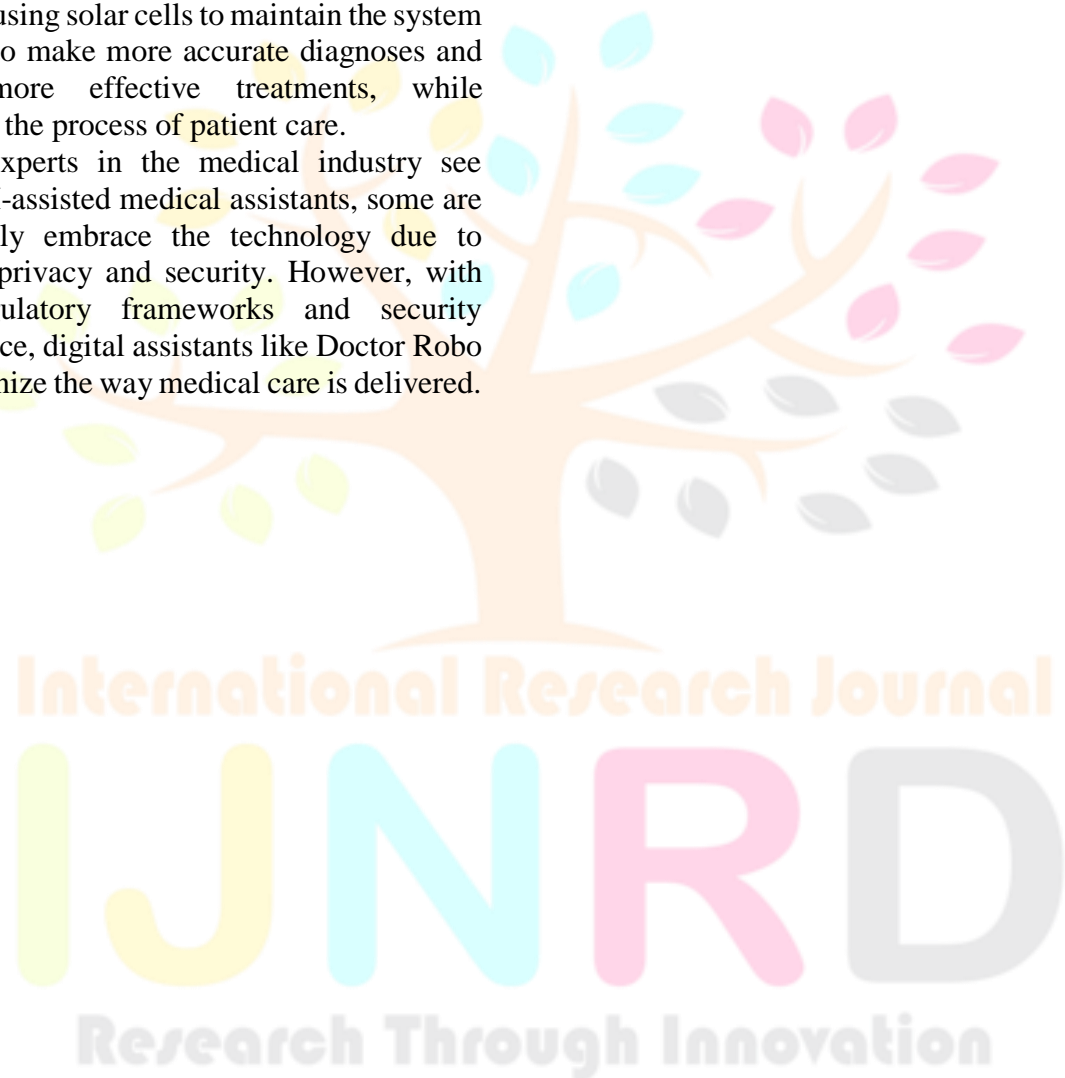 using solar cells to maintain the system
o make more accurate diagnoses and
more effective treatments, while
the process of patient care.
xperts in the medical industry see
-assisted medical assistants, some are
ly embrace the technology due to
privacy and security. However, with
ulatory frameworks and security
ce, digital assistants like Doctor Robo
nize the way medical care is delivered.
International Research Journal
IJNRD
Research Through Innovation